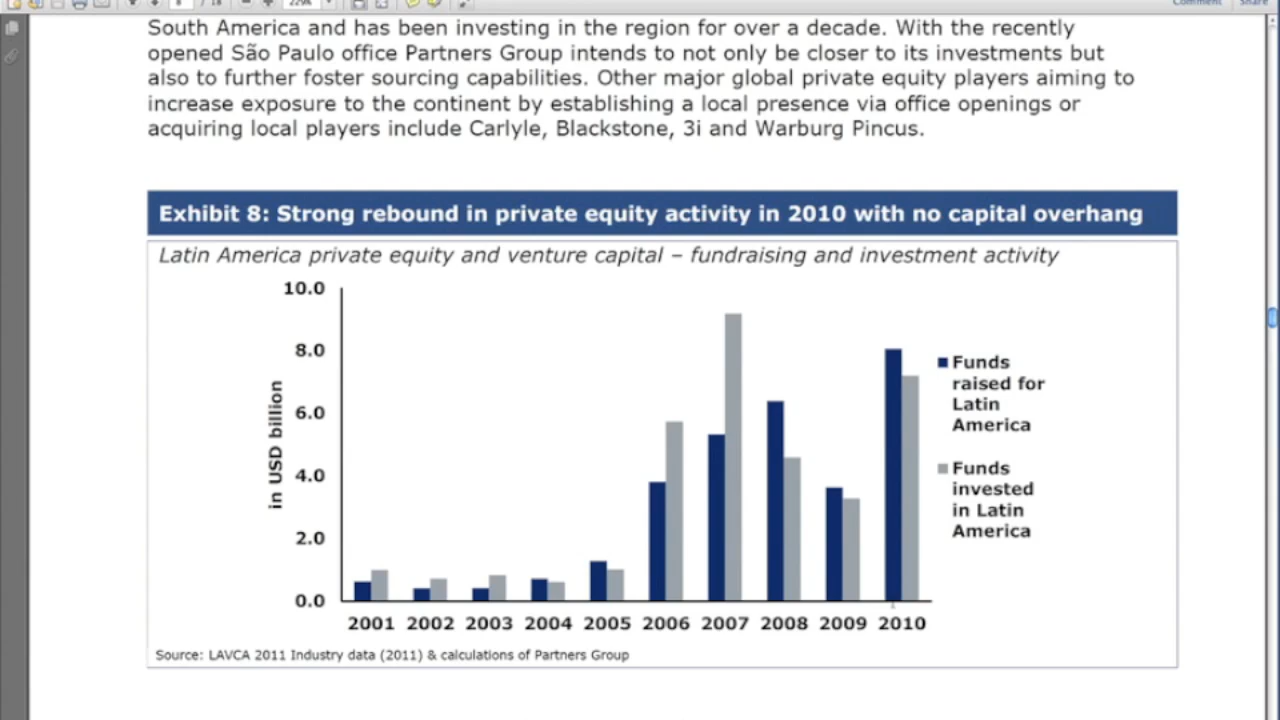 Comment Share
229%
South America and has been investing in the region for over a decade. With the recently
opened São Paulo office Partners Group intends to not only be closer to its investments but
also to further foster sourcing capabilities. Other major global private equity players aiming to
increase exposure to the continent by establishing a local presence via office openings or
acquiring local players include Carlyle, Blackstone, 3i and Warburg Pincus.
Exhibit 8: Strong rebound in private equity activity in 2010 with no capital overhang
Latin America private equity and venture capital – fundraising and investment activity
10.0
8.0
6.0
4.0
2.0
0.0
in USD billion
Funds
raised for
Latin
America
Funds
invested
in Latin
America
2001 2002 2003 2004 2005 2006 2007 2008 2009 2010
Source: LAVCA 2011 Industry data (2011) & calculations of Partners Group